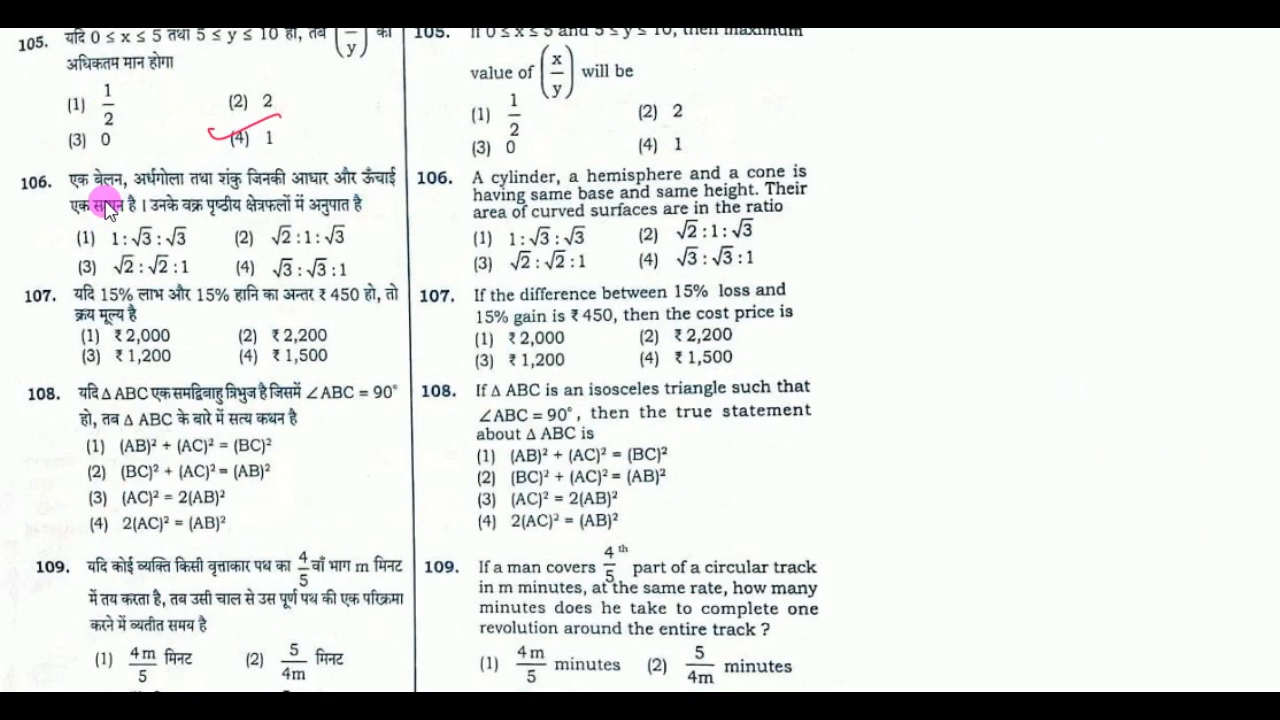 105. यदि 0 ≤ x ≤ 5 तथा 5 ≤ y ≤ 10 हो, तब (—/y) का
अधिकतम मान होगा
(1) 1/2 (2) 2
(3) 0 (4) 1
106. एक बेलन, अर्धगोला तथा शंकु जिनकी आधार और ऊँचाई
एक है । उनके वक्र पृष्ठीय क्षेत्रफलों में अनुपात है
(1) 1 : √3 : √3 (2) √2 : 1 : √3
(3) √2 : √2 : 1 (4) √3 : √3 : 1
107. यदि 15% लाभ और 15% हानि का अन्तर ₹ 450 हो, तो
क्रय मूल्य है
(1) ₹ 2,000 (2) ₹ 2,200
(3) ₹ 1,200 (4) ₹ 1,500
108. यदि Δ ABC एक समद्विबाहु त्रिभुज है जिसमें ∠ABC = 90°
हो, तब Δ ABC के बारे में सत्य कथन है
(1) (AB)² + (AC)² = (BC)²
(2) (BC)² + (AC)² = (AB)²
(3) (AC)² = 2(AB)²
(4) 2(AC)² = (AB)²
109. यदि कोई व्यक्ति किसी वृत्ताकार पथ का 4/5 वाँ भाग m मिनट
में तय करता है, तब उसी चाल से उस पूर्ण पथ की एक परिक्रमा
करने में व्यतीत समय है
(1) 4m/5 मिनट (2) 5/4m मिनट
105. If 0 ≤ x ≤ 5 and 5 ≤ y ≤ 10, then maximum
value of (x/y) will be
(1) 1/2 (2) 2
(3) 0 (4) 1
106. A cylinder, a hemisphere and a cone is
having same base and same height. Their
area of curved surfaces are in the ratio
(1) 1 : √3 : √3 (2) √2 : 1 : √3
(3) √2 : √2 : 1 (4) √3 : √3 : 1
107. If the difference between 15% loss and
15% gain is ₹ 450, then the cost price is
(1) ₹ 2,000 (2) ₹ 2,200
(3) ₹ 1,200 (4) ₹ 1,500
108. If Δ ABC is an isosceles triangle such that
∠ABC = 90°, then the true statement
about Δ ABC is
(1) (AB)² + (AC)² = (BC)²
(2) (BC)² + (AC)² = (AB)²
(3) (AC)² = 2(AB)²
(4) 2(AC)² = (AB)²
109. If a man covers 4/5 th part of a circular track
in m minutes, at the same rate, how many
minutes does he take to complete one
revolution around the entire track ?
(1) 4m/5 minutes (2) 5/4m minutes